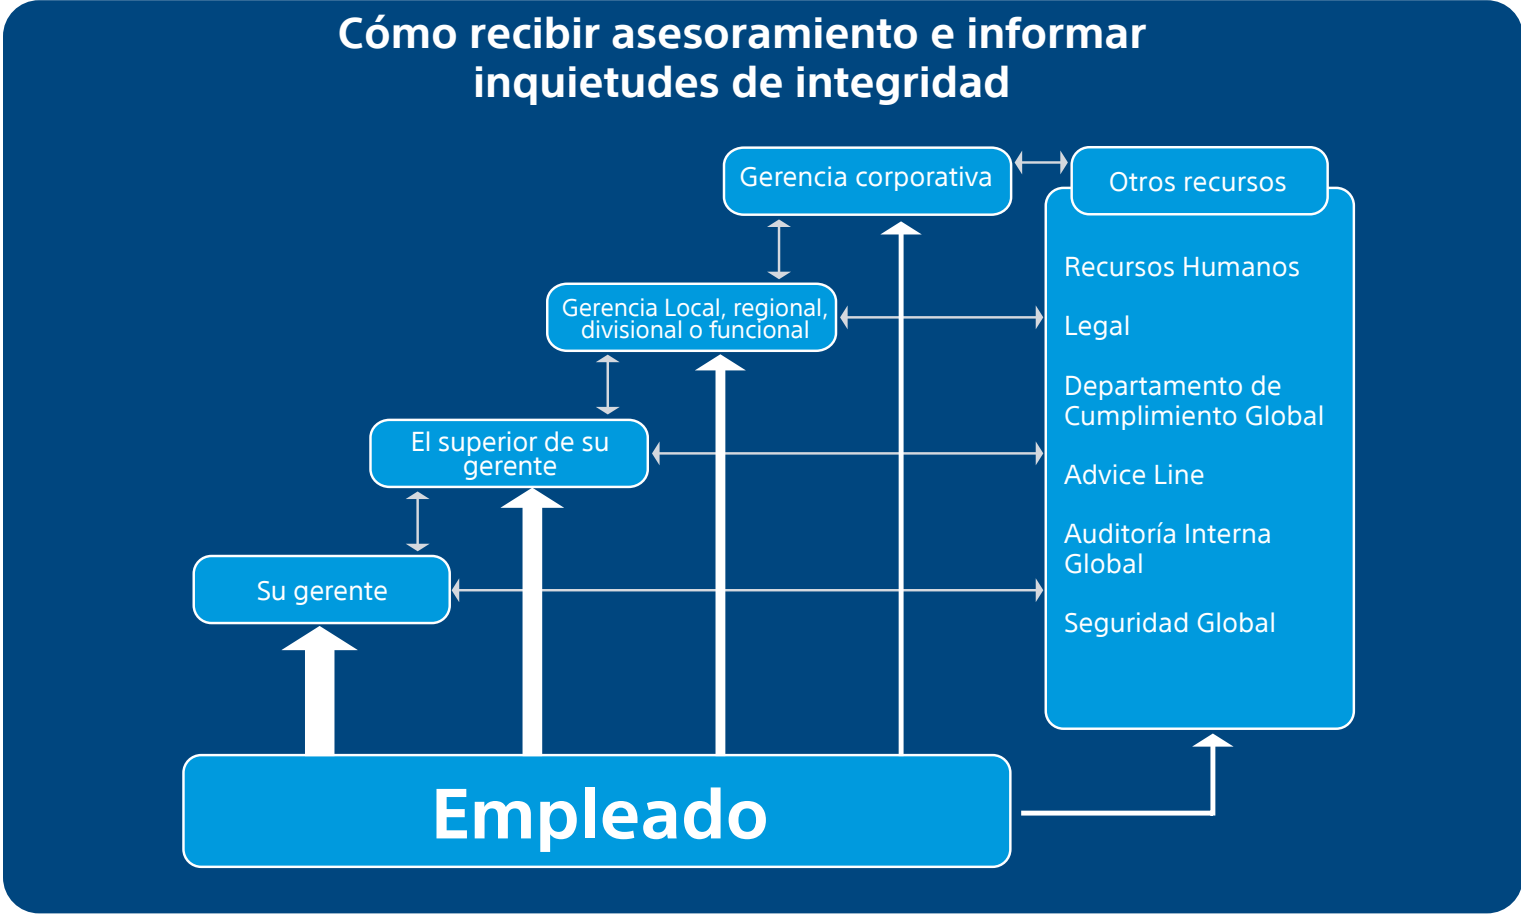 Cómo recibir asesoramiento e informar
inquietudes de integridad
Gerencia corporativa
Otros recursos
Gerencia Local, regional,
divisional o funcional
El superior de su
gerente
Su gerente
Recursos Humanos
Legal
Departamento de
Cumplimiento Global
Advice Line
Auditoría Interna
Global
Seguridad Global
Empleado